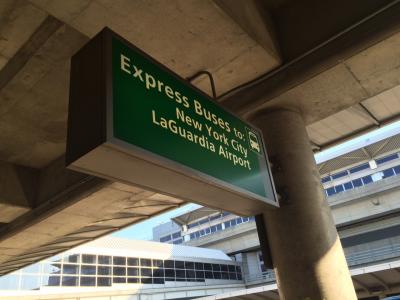 Express Buses to:
New York City
LaGuardia Airport